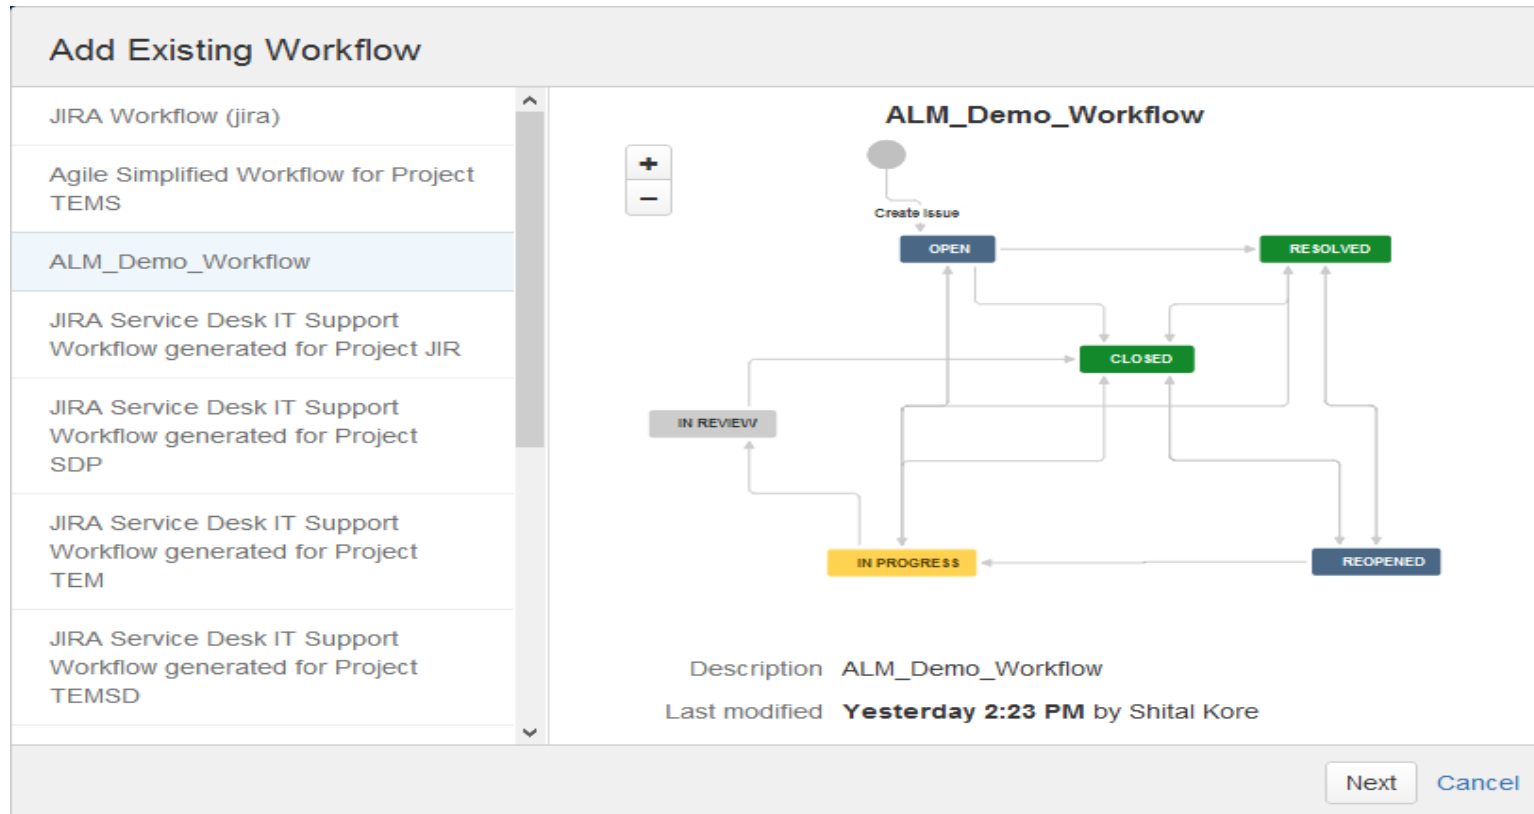 Add Existing Workflow
JIRA Workflow (jira)
Agile Simplified Workflow for Project
TEMS
ALM_Demo_Workflow
JIRA Service Desk IT Support
Workflow generated for Project JIR
JIRA Service Desk IT Support
Workflow generated for Project
SDP
JIRA Service Desk IT Support
Workflow generated for Project
TEM
JIRA Service Desk IT Support
Workflow generated for Project
TEMSD
ALM_Demo_Workflow
+
−
Create Issue
OPEN
RESOLVED
CLOSED
IN REVIEW
IN PROGRESS
REOPENED
Description ALM_Demo_Workflow
Last modified Yesterday 2:23 PM by Shital Kore
Next Cancel